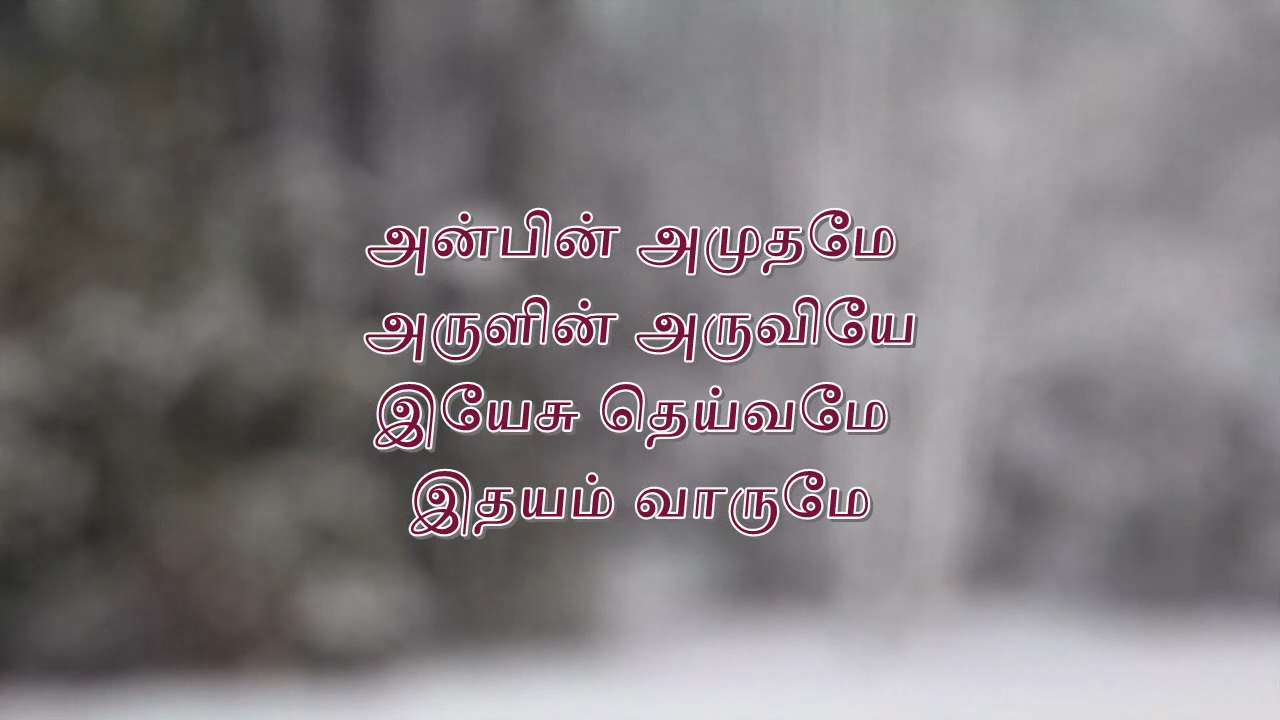 அன்பின் அமுதமே
அருளின் அருவியே
இயேசு தெய்வமே
இதயம் வாருமே